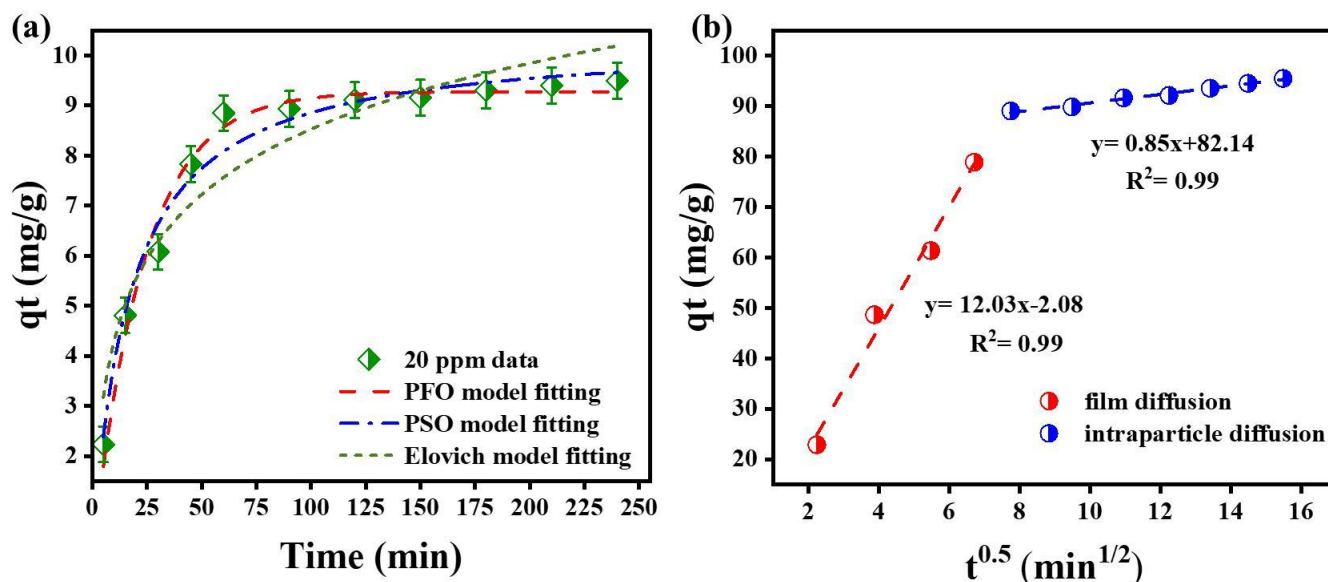 (a)
qt (mg/g)
10
9
8
7
6
5
4
3
2
20 ppm data
PFO model fitting
PSO model fitting
Elovich model fitting
0 25 50 75 100 125 150 175 200 225 250
Time (min)
(b)
qt (mg/g)
100
90
80
70
60
50
40
30
20
y= 0.85x+82.14
R²= 0.99
y= 12.03x-2.08
R²= 0.99
film diffusion
intraparticle diffusion
2 4 6 8 10 12 14 16
t⁰·⁵ (min¹/²)